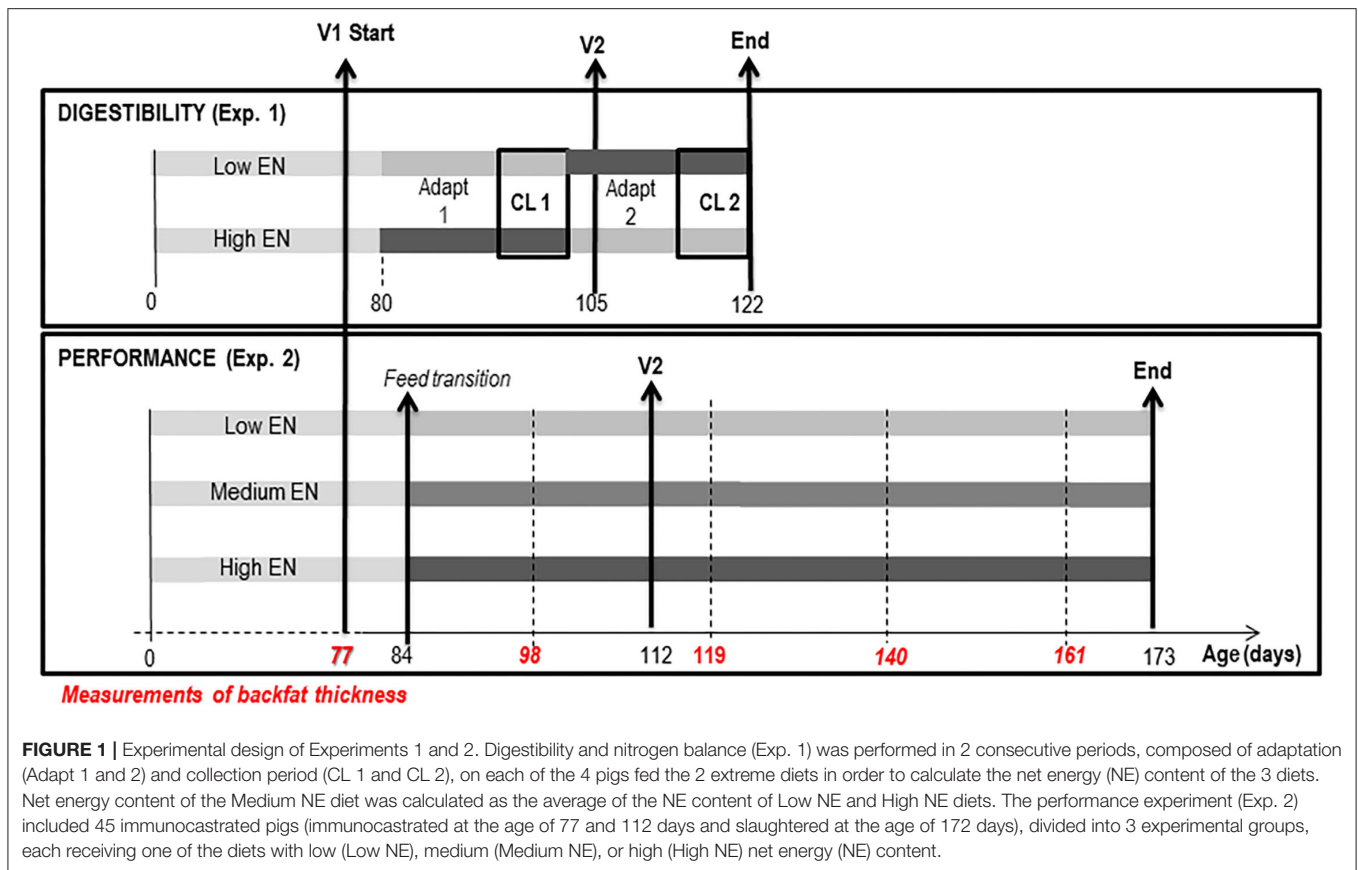 V1 Start
V2
End
DIGESTIBILITY (Exp. 1)
Low EN
Adapt
1
CL 1
Adapt
2
CL 2
High EN
0
80
105
122
PERFORMANCE (Exp. 2)
Feed transition
V2
End
Low EN
Medium EN
High EN
0
77
84
98
112
119
140
161
173
Age (days)
Measurements of backfat thickness
FIGURE 1 | Experimental design of Experiments 1 and 2. Digestibility and nitrogen balance (Exp. 1) was performed in 2 consecutive periods, composed of adaptation
(Adapt 1 and 2) and collection period (CL 1 and CL 2), on each of the 4 pigs fed the 2 extreme diets in order to calculate the net energy (NE) content of the 3 diets.
Net energy content of the Medium NE diet was calculated as the average of the NE content of Low NE and High NE diets. The performance experiment (Exp. 2)
included 45 immunocastrated pigs (immunocastrated at the age of 77 and 112 days and slaughtered at the age of 172 days), divided into 3 experimental groups,
each receiving one of the diets with low (Low NE), medium (Medium NE), or high (High NE) net energy (NE) content.